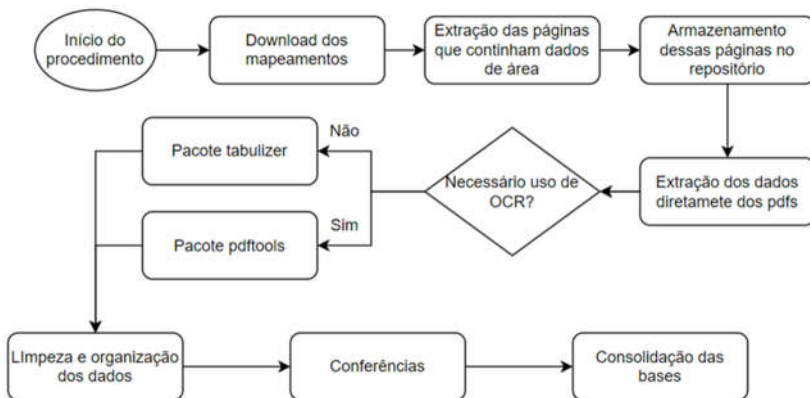 Início do
procedimento
Download dos
mapeamentos
Extração das páginas
que continham dados
de área
Armazenamento
dessas páginas no
repositório
Extração dos dados
diretamete dos pdfs
Necessário uso de
OCR?
Não
Pacote tabulizer
Sim
Pacote pdftools
LImpeza e organização
dos dados
Conferências
Consolidação das
bases